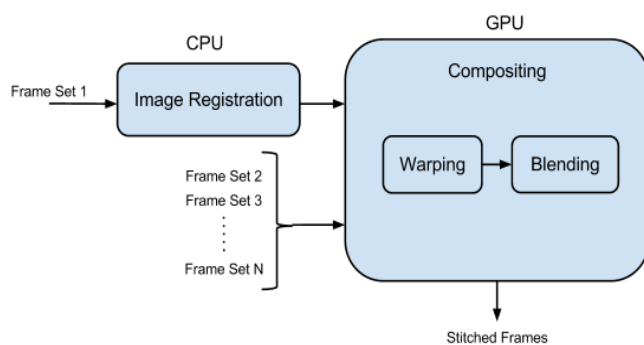 GPU
CPU
Compositing
Frame Set 1
Image Registration
Warping
Blending
Frame Set 2
Frame Set 3
Frame Set N
Stitched Frames